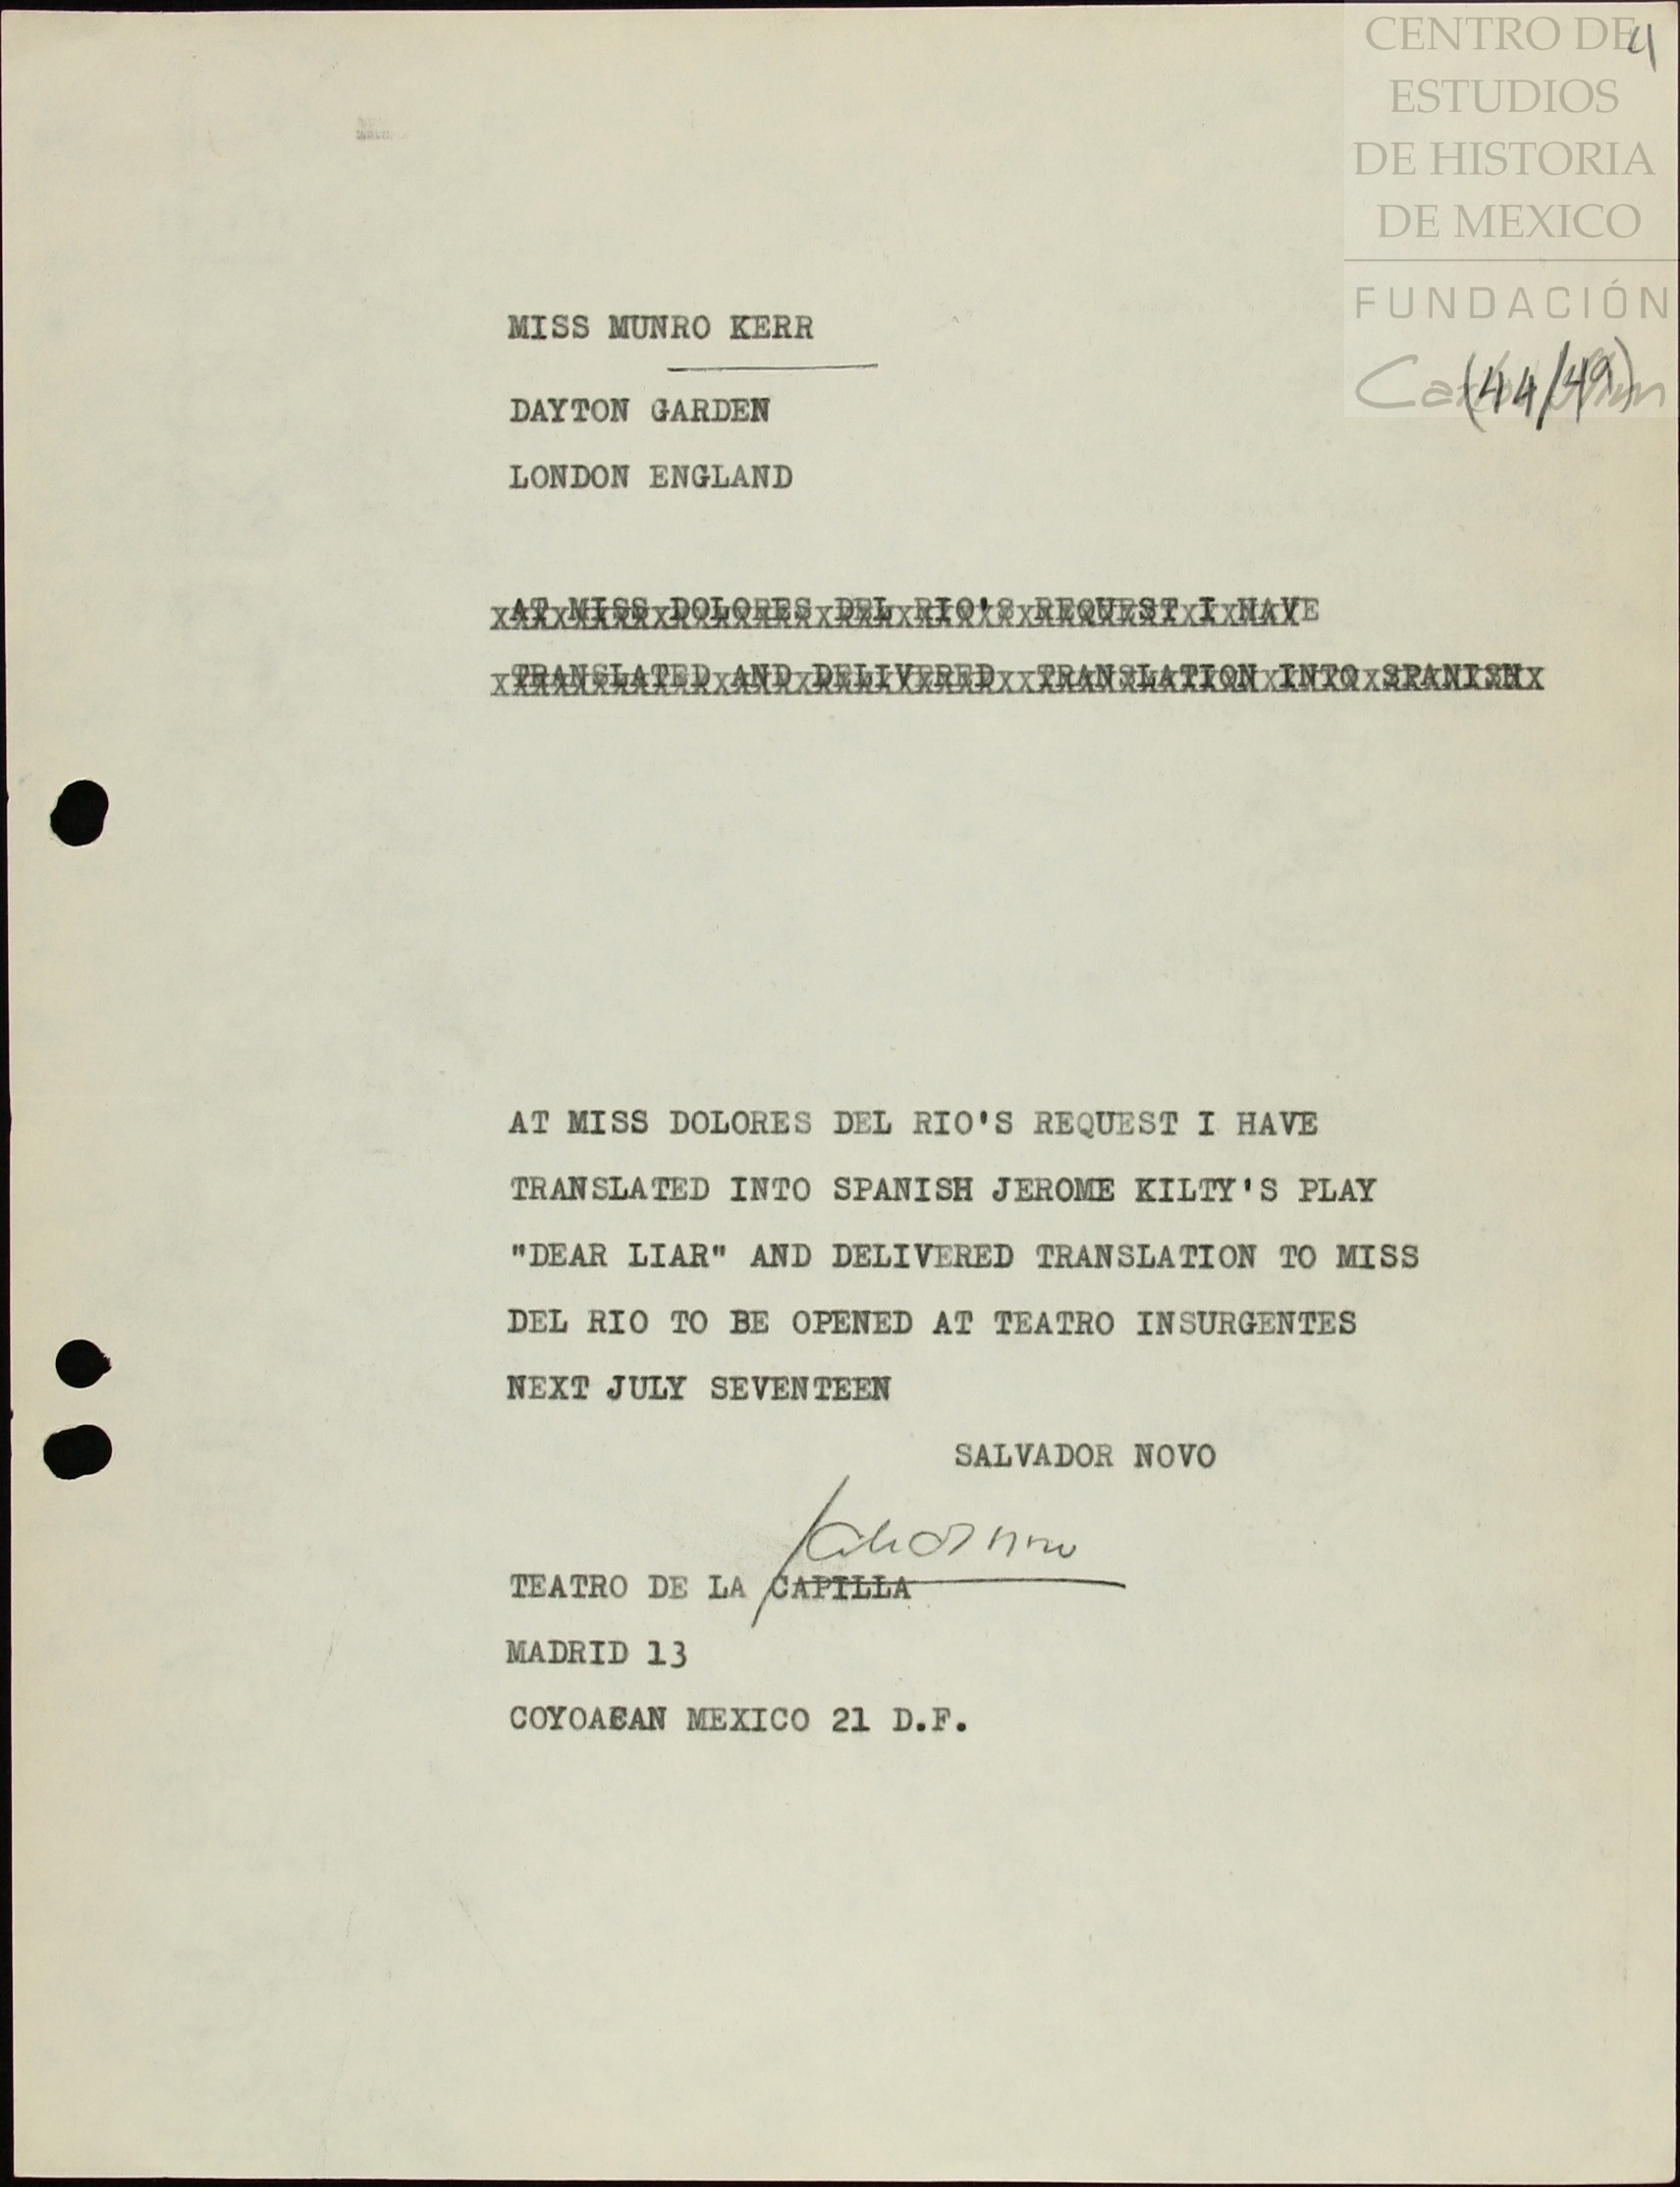 CENTRO DE
ESTUDIOS
DE HISTORIA
DE MEXICO
FUNDACIÓN
(44/49)
MISS MUNRO KERR
DAYTON GARDEN
LONDON ENGLAND
AT MISS DOLORES DEL RIO'S REQUEST I HAVE
TRANSLATED AND DELIVERED TRANSLATION INTO SPANISH
AT MISS DOLORES DEL RIO'S REQUEST I HAVE
TRANSLATED INTO SPANISH JEROME KILTY'S PLAY
"DEAR LIAR" AND DELIVERED TRANSLATION TO MISS
DEL RIO TO BE OPENED AT TEATRO INSURGENTES
NEXT JULY SEVENTEEN
SALVADOR NOVO
TEATRO DE LA CAPILLA
MADRID 13
COYOACAN MEXICO 21 D.F.